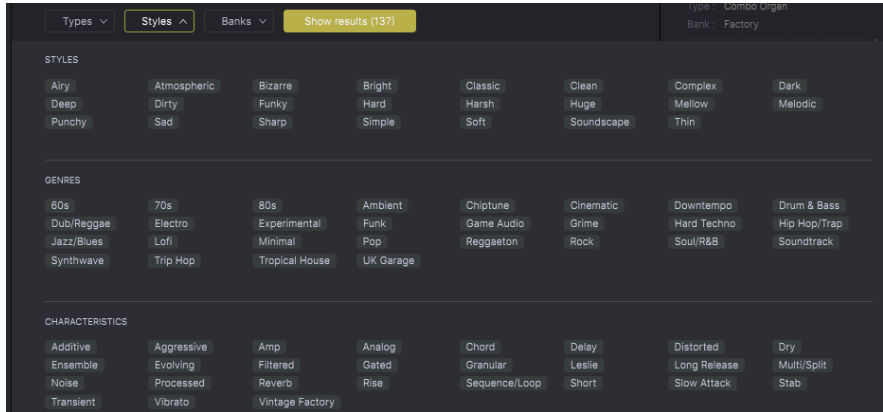 Types Styles Banks Show results (137)
Type : Combo Organ
Bank : Factory
STYLES
Airy Atmospheric Bizarre Bright Classic Clean Complex Dark
Deep Dirty Funky Hard Harsh Huge Mellow Melodic
Punchy Sad Sharp Simple Soft Soundscape Thin
GENRES
60s 70s 80s Ambient Chiptune Cinematic Downtempo Drum & Bass
Dub/Reggae Electro Experimental Funk Game Audio Grime Hard Techno Hip Hop/Trap
Jazz/Blues Lofi Minimal Pop Reggaeton Rock Soul/R&B Soundtrack
Synthwave Trip Hop Tropical House UK Garage
CHARACTERISTICS
Additive Aggressive Amp Analog Chord Delay Distorted Dry
Ensemble Evolving Filtered Gated Granular Leslie Long Release Multi/Split
Noise Processed Reverb Rise Sequence/Loop Short Slow Attack Stab
Transient Vibrato Vintage Factory